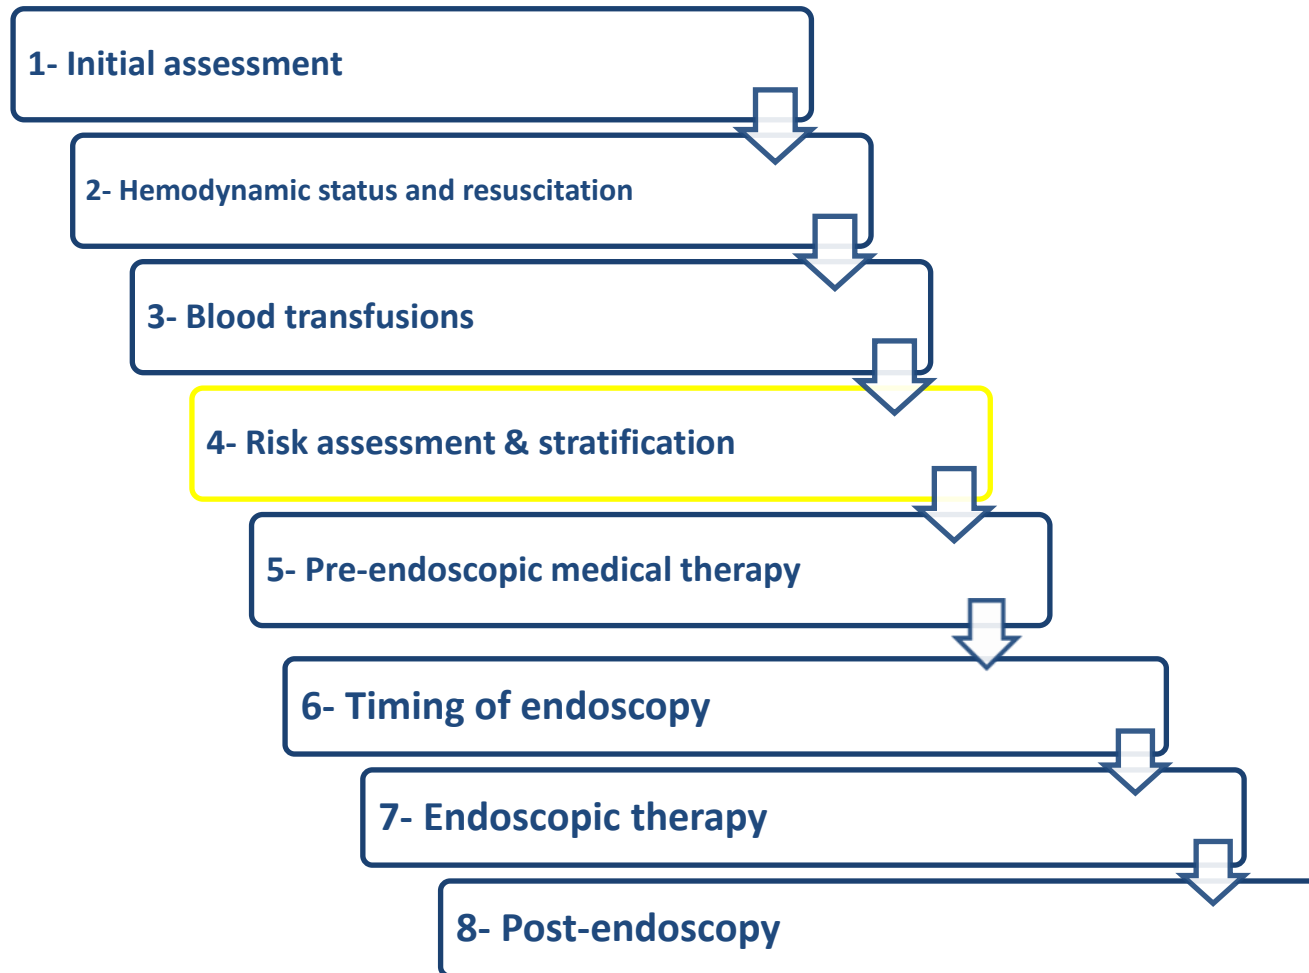 1- Initial assessment
2- Hemodynamic status and resuscitation
3- Blood transfusions
4- Risk assessment & stratification
5- Pre-endoscopic medical therapy
6- Timing of endoscopy
7- Endoscopic therapy
8- Post-endoscopy